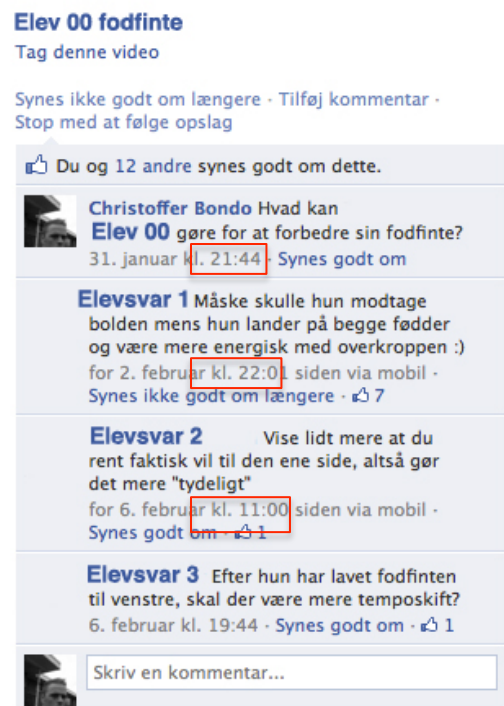 Elev 00 fodfinte
Tag denne video
Synes ikke godt om længere · Tilføj kommentar ·
Stop med at følge opslag
Du og 12 andre synes godt om dette.
Christoffer Bondo Hvad kan
Elev 00 gøre for at forbedre sin fodfinte?
31. januar kl. 21:44 · Synes godt om
Elevsvar 1 Måske skulle hun modtage
bolden mens hun lander på begge fødder
og være mere energisk med overkroppen :)
for 2. februar kl. 22:01 siden via mobil ·
Synes ikke godt om længere · 7
Elevsvar 2 Vise lidt mere at du
rent faktisk vil til den ene side, altså gør
det mere "tydeligt"
for 6. februar kl. 11:00 siden via mobil ·
Synes godt om · 1
Elevsvar 3 Efter hun har lavet fodfinten
til venstre, skal der være mere temposkift?
6. februar kl. 19:44 · Synes godt om · 1
Skriv en kommentar...